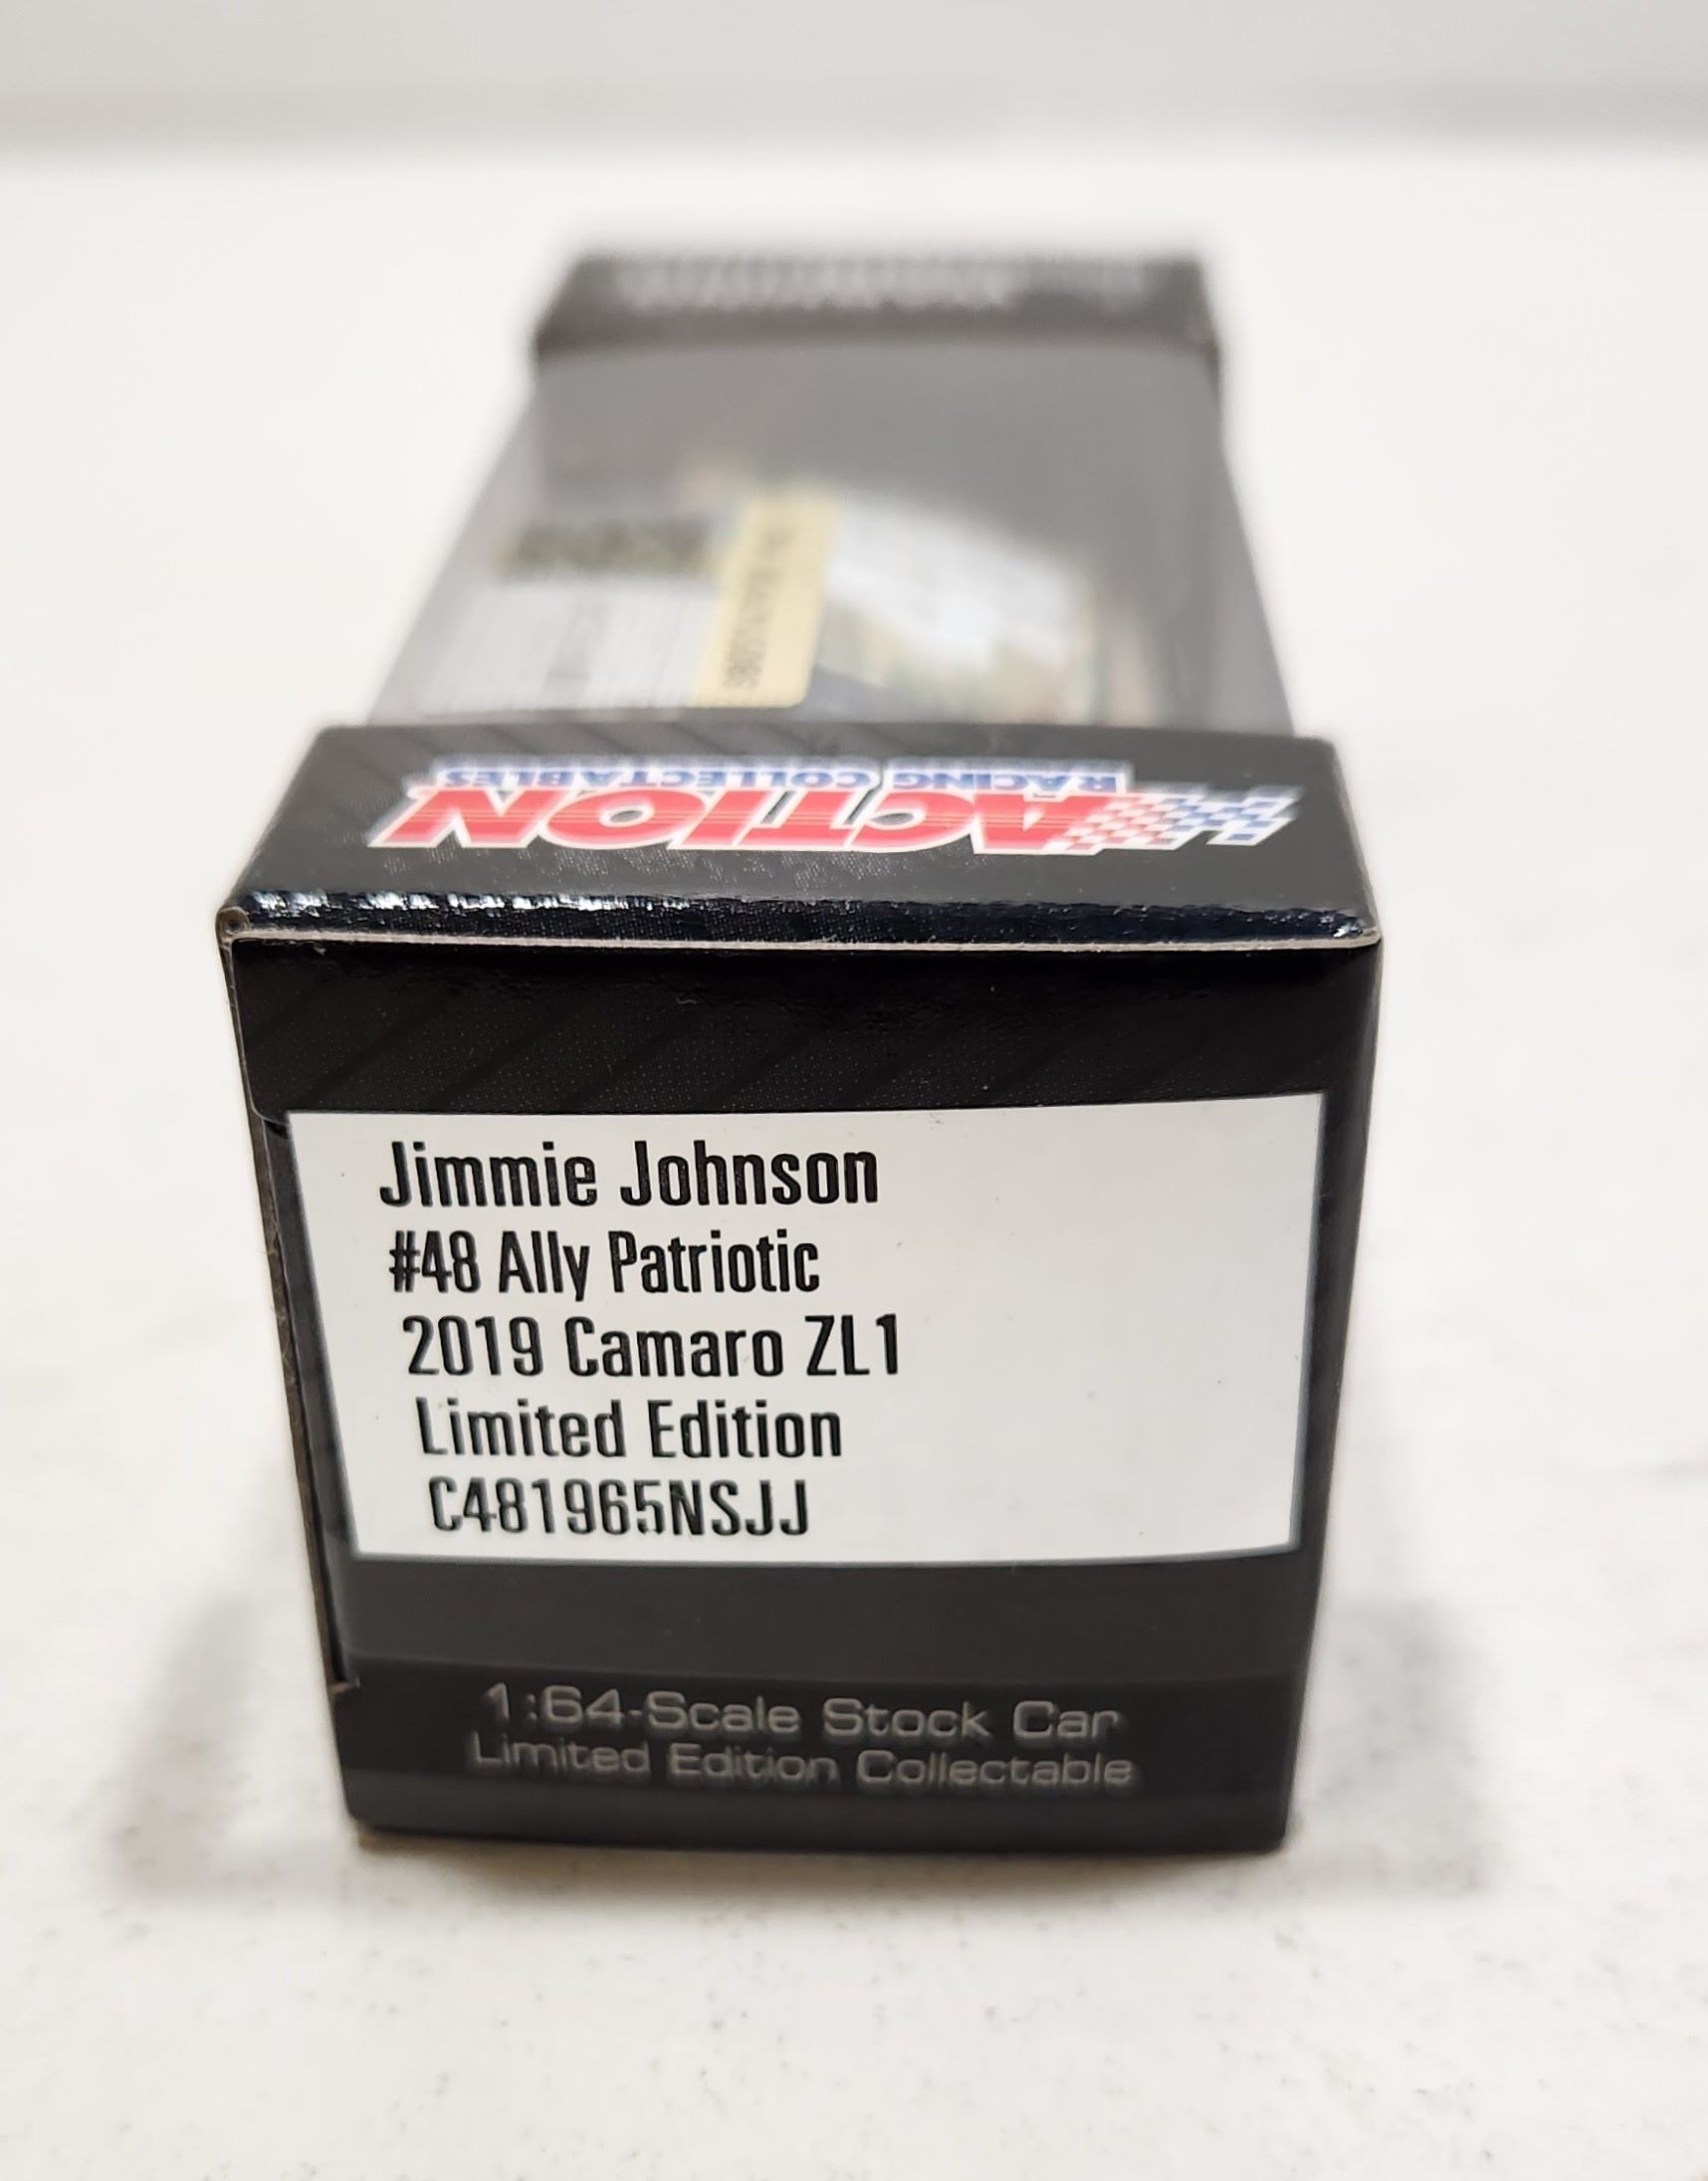 ACTION
RACING COLLECTABLES
Jimmie Johnson
#48 Ally Patriotic
2019 Camaro ZL1
Limited Edition
C481965NSJJ
1:64-Scale Stock Car
Limited Edition Collectable